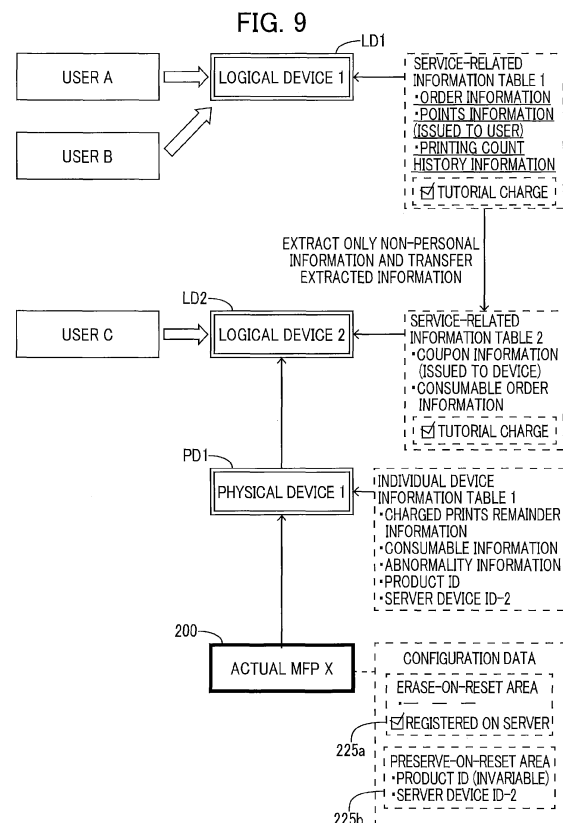 FIG. 9
LD1
USER A
LOGICAL DEVICE 1
USER B
SERVICE-RELATED
INFORMATION TABLE 1
・ORDER INFORMATION
・POINTS INFORMATION
(ISSUED TO USER)
・PRINTING COUNT
HISTORY INFORMATION
☑TUTORIAL CHARGE
EXTRACT ONLY NON-PERSONAL
INFORMATION AND TRANSFER
EXTRACTED INFORMATION
LD2
USER C
LOGICAL DEVICE 2
SERVICE-RELATED
INFORMATION TABLE 2
・COUPON INFORMATION
(ISSUED TO DEVICE)
・CONSUMABLE ORDER
INFORMATION
☑TUTORIAL CHARGE
PD1
PHYSICAL DEVICE 1
INDIVIDUAL DEVICE
INFORMATION TABLE 1
・CHARGED PRINTS REMAINDER
INFORMATION
・CONSUMABLE INFORMATION
・ABNORMALITY INFORMATION
・PRODUCT ID
・SERVER DEVICE ID-2
200
ACTUAL MFP X
CONFIGURATION DATA
ERASE-ON-RESET AREA
・— — —
☑REGISTERED ON SERVER
225a
PRESERVE-ON-RESET AREA
・PRODUCT ID (INVARIABLE)
・SERVER DEVICE ID-2
225b